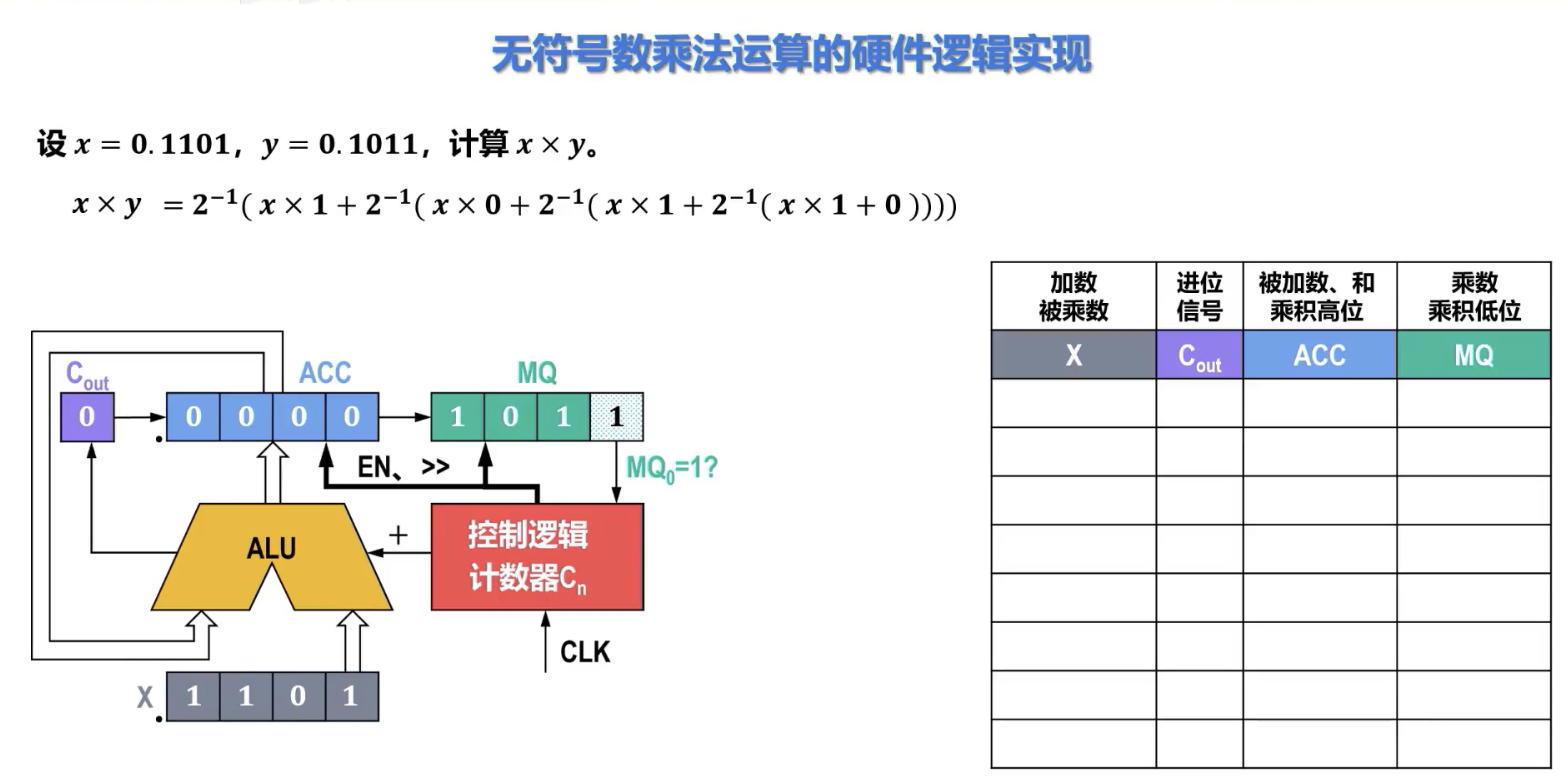 无符号数乘法运算的硬件逻辑实现
设 x = 0.1101，y = 0.1011，计算 x × y。
x × y = 2⁻¹( x × 1 + 2⁻¹( x × 0 + 2⁻¹( x × 1 + 2⁻¹( x × 1 + 0 ))))
加数
被乘数
进位
信号
被加数、和
乘积高位
乘数
乘积低位
X
Cout
ACC
MQ
Cout
ACC
MQ
0
. 0 0 0 0
1 0 1 1
EN、>>
MQ₀=1?
ALU
+
控制逻辑
计数器Cn
CLK
X
. 1 1 0 1